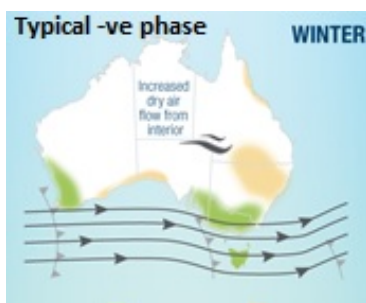 Typical -ve phase
WINTER
Increased
dry air
flow from
interior